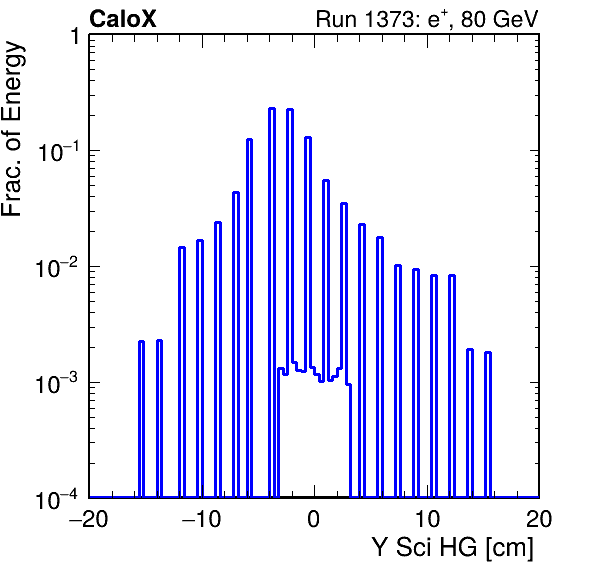 CaloX
Run 1373: e⁺, 80 GeV
Frac. of Energy
1
10⁻¹
10⁻²
10⁻³
10⁻⁴
−20
−10
0
10
20
Y Sci HG [cm]